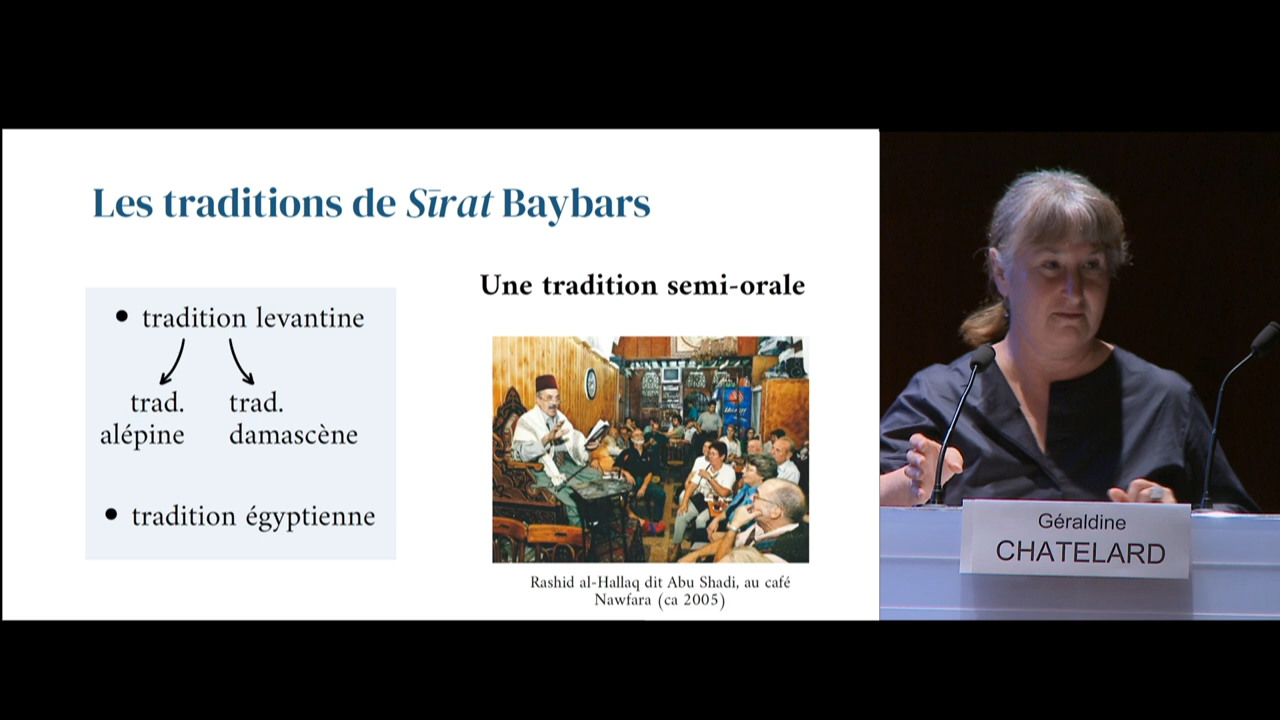 Les traditions de Sīrat Baybars
• tradition levantine
trad. alépine
trad. damascène
• tradition égyptienne
Une tradition semi-orale
Rashid al-Hallaq dit Abu Shadi, au café
Nawfara (ca 2005)
Géraldine
CHATELARD